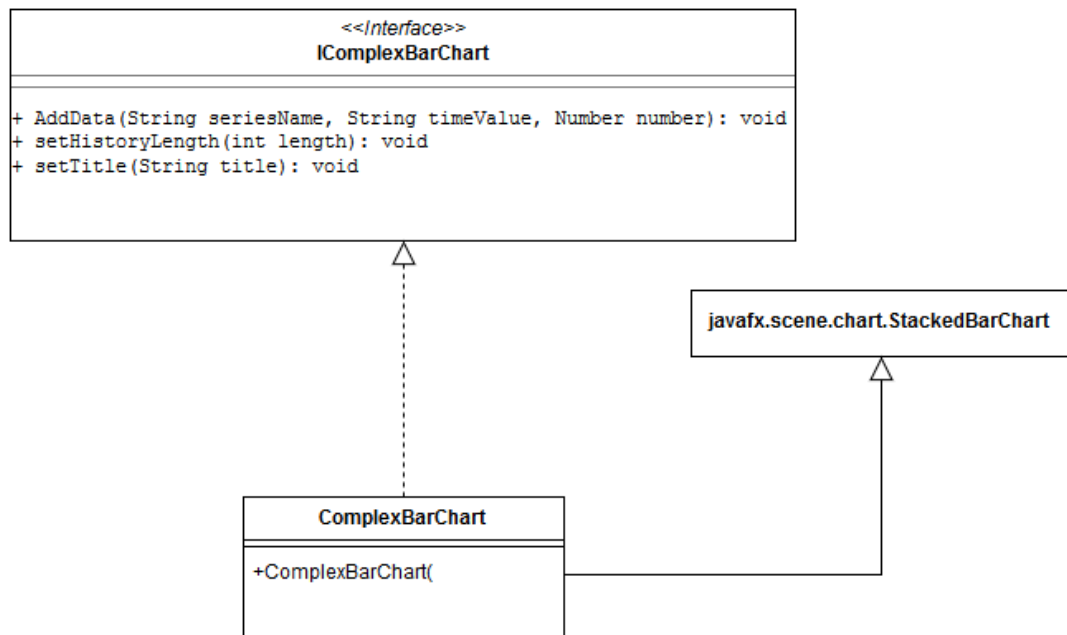 <<Interface>>
IComplexBarChart
+ AddData(String seriesName, String timeValue, Number number): void
+ setHistoryLength(int length): void
+ setTitle(String title): void
javafx.scene.chart.StackedBarChart
ComplexBarChart
+ComplexBarChart(